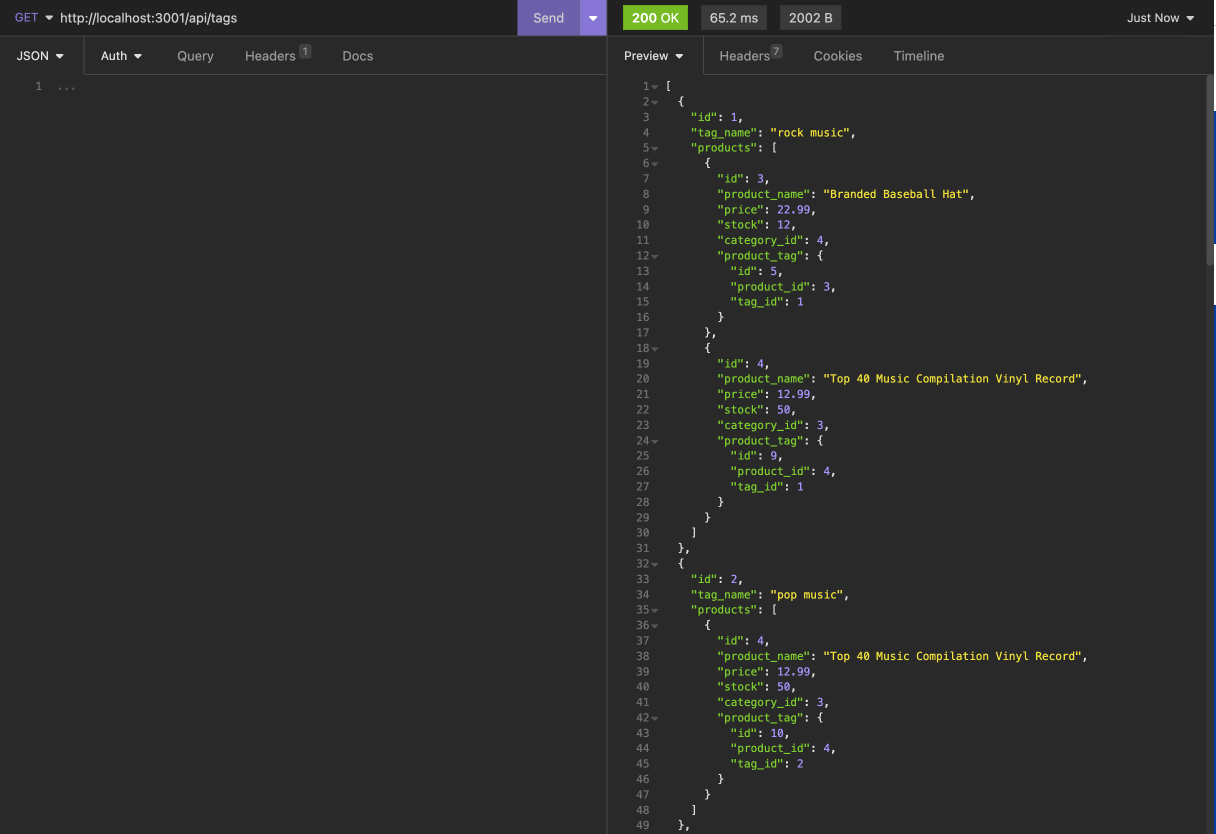 GET http://localhost:3001/api/tags Send
200 OK 65.2 ms 2002 B Just Now
JSON Auth Query Headers 1 Docs
Preview Headers 7 Cookies Timeline
1 ...
1 [
2 {
3 "id": 1,
4 "tag_name": "rock music",
5 "products": [
6 {
7 "id": 3,
8 "product_name": "Branded Baseball Hat",
9 "price": 22.99,
10 "stock": 12,
11 "category_id": 4,
12 "product_tag": {
13 "id": 5,
14 "product_id": 3,
15 "tag_id": 1
16 }
17 },
18 {
19 "id": 4,
20 "product_name": "Top 40 Music Compilation Vinyl Record",
21 "price": 12.99,
22 "stock": 50,
23 "category_id": 3,
24 "product_tag": {
25 "id": 9,
26 "product_id": 4,
27 "tag_id": 1
28 }
29 }
30 ]
31 },
32 {
33 "id": 2,
34 "tag_name": "pop music",
35 "products": [
36 {
37 "id": 4,
38 "product_name": "Top 40 Music Compilation Vinyl Record",
39 "price": 12.99,
40 "stock": 50,
41 "category_id": 3,
42 "product_tag": {
43 "id": 10,
44 "product_id": 4,
45 "tag_id": 2
46 }
47 }
48 ]
49 },